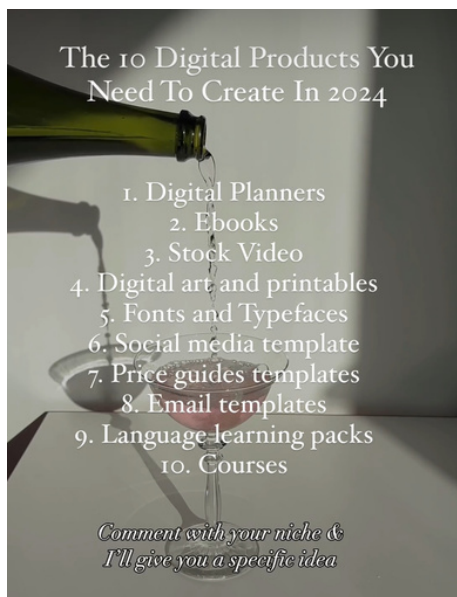 The 10 Digital Products You
Need To Create In 2024
1. Digital Planners
2. Ebooks
3. Stock Video
4. Digital art and printables
5. Fonts and Typefaces
6. Social media template
7. Price guides templates
8. Email templates
9. Language learning packs
10. Courses
Comment with your niche &
I'll give you a specific idea